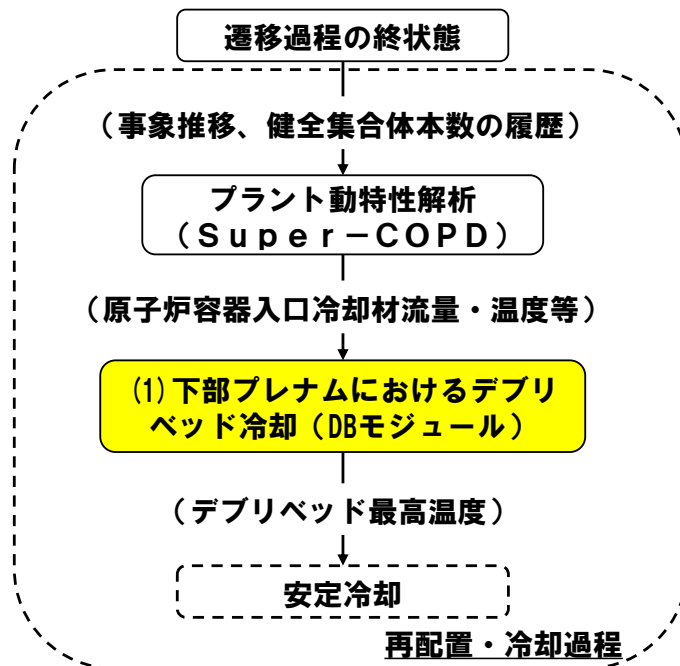 遷移過程の終状態
（事象推移、健全集合体本数の履歴）
プラント動特性解析
（Ｓｕｐｅｒ－ＣＯＰＤ）
（原子炉容器入口冷却材流量・温度等）
(1)下部プレナムにおけるデブリ
ベッド冷却（DBモジュール）
（デブリベッド最高温度）
安定冷却
再配置・冷却過程